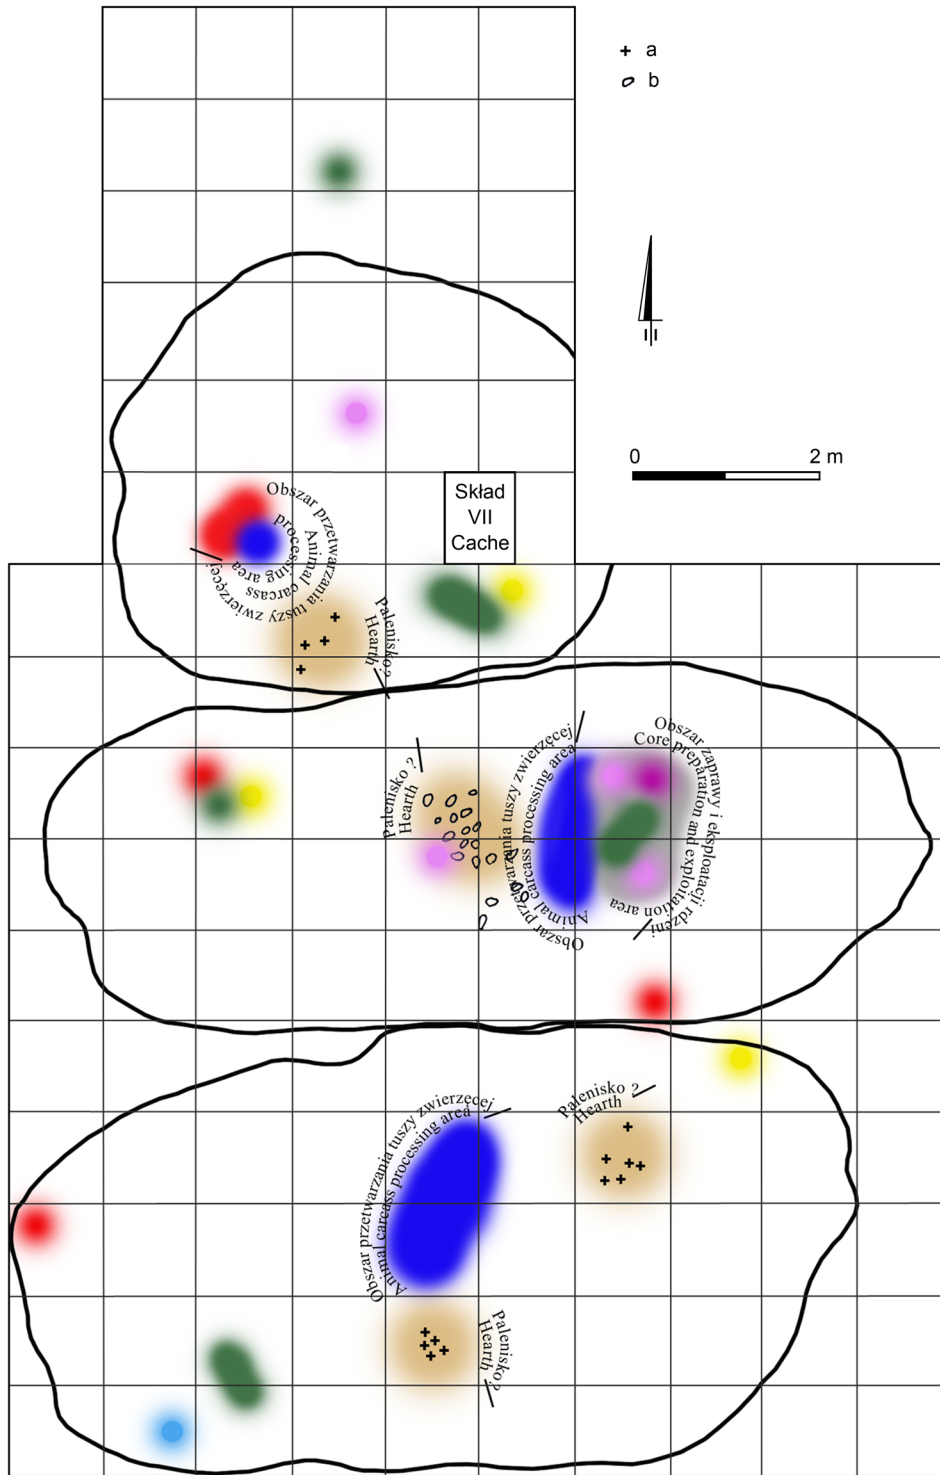 a
b
0 2 m
Skład
VII
Cache
Obszar przetwarzania tuszy zwierzęcej
Animal carcass
processing area
Palenisko?
Hearth
Palenisko ?
Hearth
Obszar przetwarzania tuszy zwierzęcej
Animal carcass processing area
Obszar zaprawy i eksploatacji rdzeni
Core preparation and exploitation area
Palenisko ?
Hearth
Obszar przetwarzania tuszy zwierzęcej
Animal carcass processing area
Palenisko?
Hearth